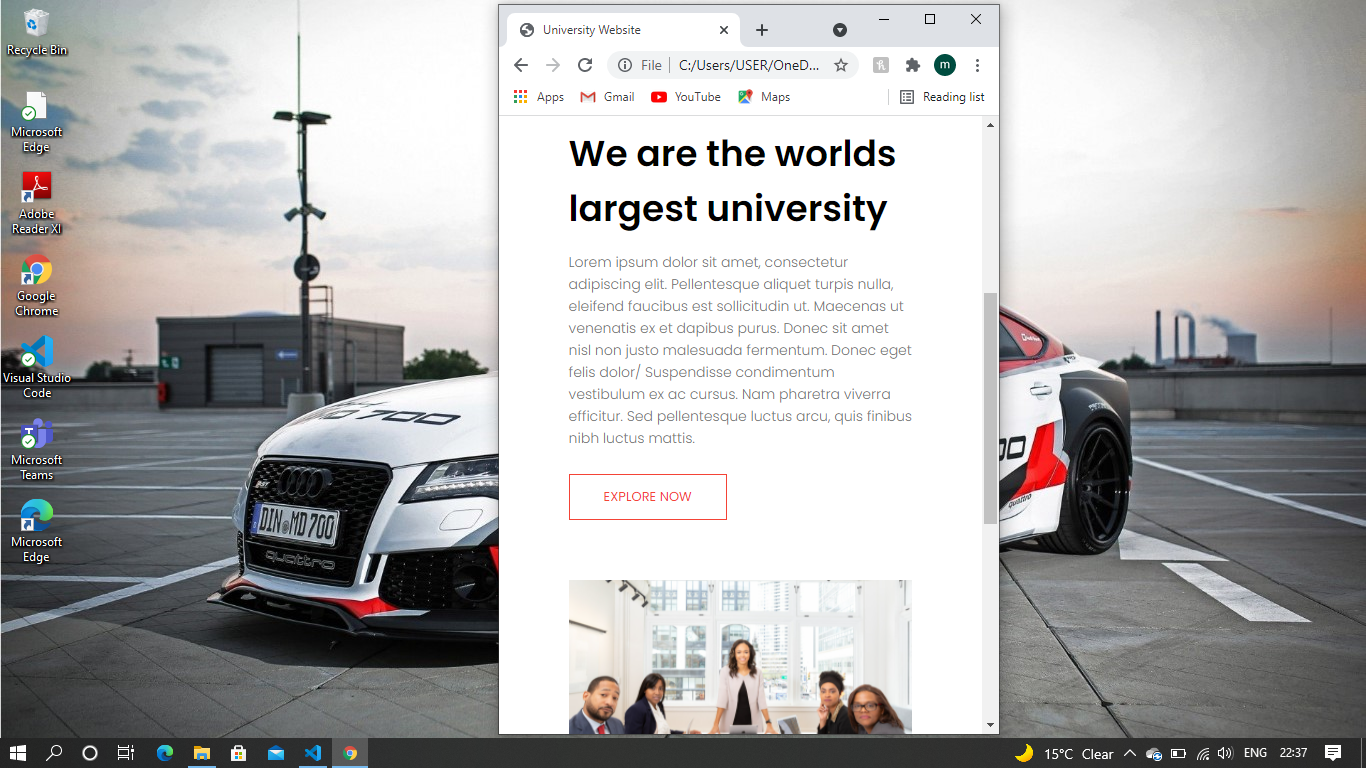 Recycle Bin
Microsoft
Edge
Adobe
Reader XI
Google
Chrome
Visual Studio
Code
Microsoft
Teams
Microsoft
Edge
University Website
File
C:/Users/USER/OneD...
m
Apps
Gmail
YouTube
Maps
Reading list
We are the worlds
largest university
Lorem ipsum dolor sit amet, consectetur
adipiscing elit. Pellentesque aliquet turpis nulla,
eleifend faucibus est sollicitudin ut. Maecenas ut
venenatis ex et dapibus purus. Donec sit amet
nisl non justo malesuada fermentum. Donec eget
felis dolor/ Suspendisse condimentum
vestibulum ex ac cursus. Nam pharetra viverra
efficitur. Sed pellentesque luctus arcu, quis finibus
nibh luctus mattis.
EXPLORE NOW
700
DIN MD 700
quattro
quattro
15°C Clear
ENG
22:37